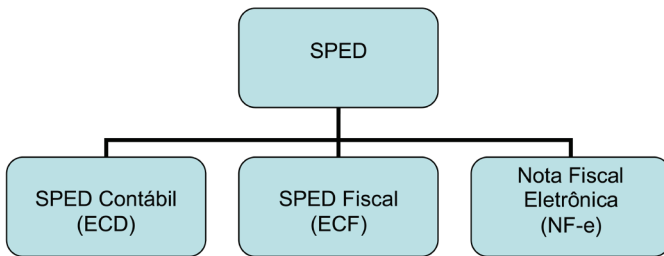 SPED
SPED Contábil
(ECD)
SPED Fiscal
(ECF)
Nota Fiscal
Eletrônica
(NF-e)